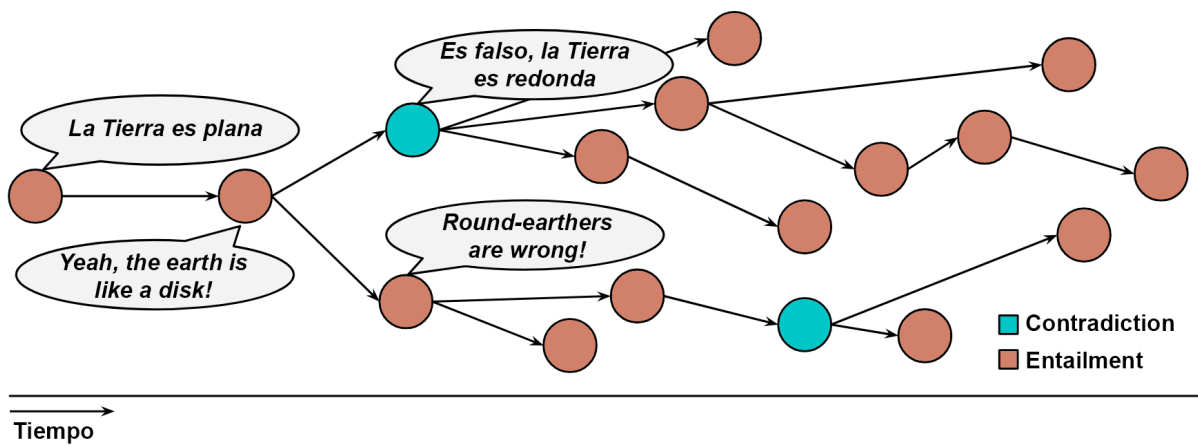 La Tierra es plana
Yeah, the earth is
like a disk!
Es falso, la Tierra
es redonda
Round-earthers
are wrong!
Contradiction
Entailment
Tiempo